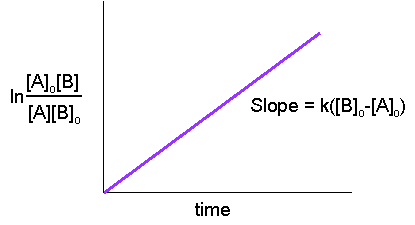 ln [A]₀[B] / [A][B]₀
Slope = k([B]₀-[A]₀)
time